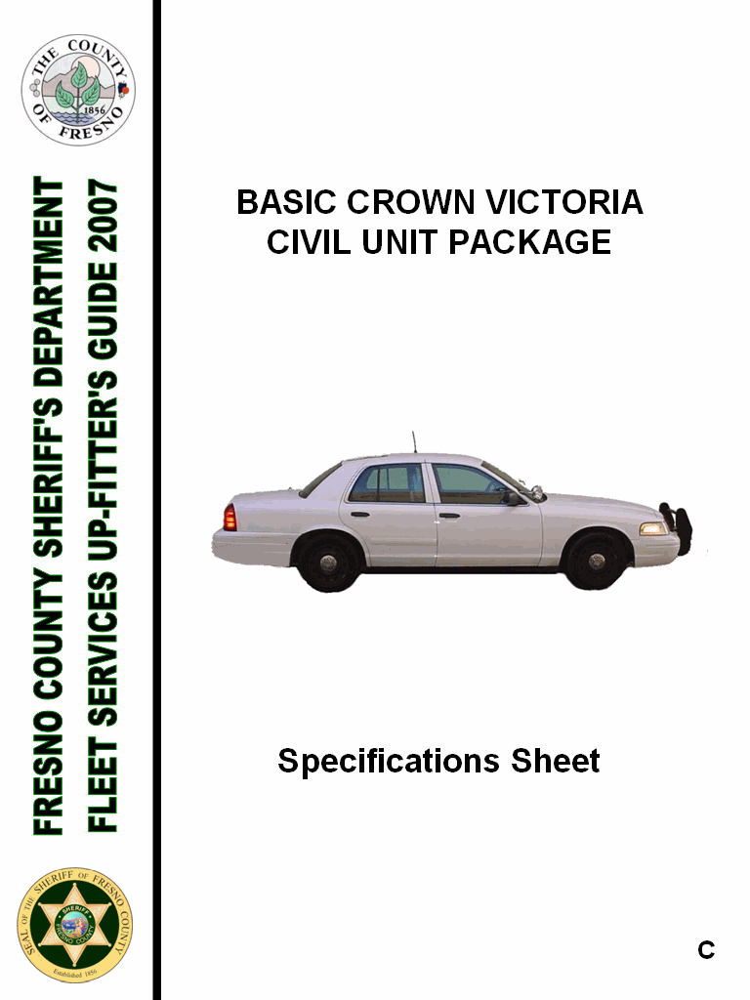 THE COUNTY
OF FRESNO
1856
FRESNO COUNTY SHERIFF'S DEPARTMENT
FLEET SERVICES UP-FITTER'S GUIDE 2007
BASIC CROWN VICTORIA
CIVIL UNIT PACKAGE
Specifications Sheet
SEAL OF THE SHERIFF OF FRESNO COUNTY
SHERIFF
FRESNO COUNTY
Established 1856
C